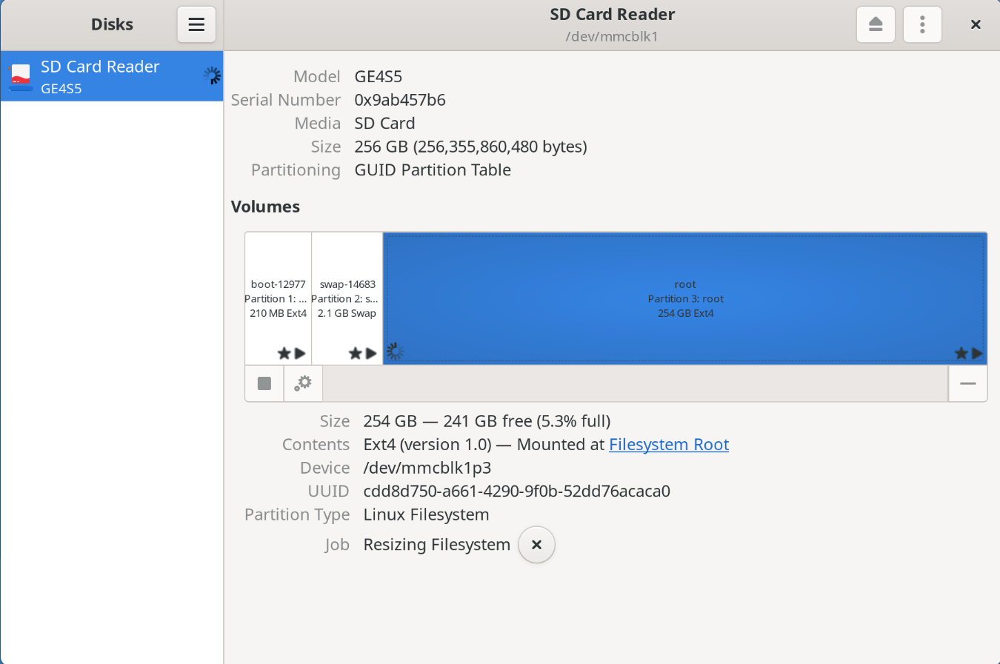 Disks
SD Card Reader
/dev/mmcblk1
SD Card Reader
GE4S5
Model GE4S5
Serial Number 0x9ab457b6
Media SD Card
Size 256 GB (256,355,860,480 bytes)
Partitioning GUID Partition Table
Volumes
boot-12977
Partition 1: ...
210 MB Ext4
swap-14683
Partition 2: s...
2.1 GB Swap
root
Partition 3: root
254 GB Ext4
Size 254 GB — 241 GB free (5.3% full)
Contents Ext4 (version 1.0) — Mounted at Filesystem Root
Device /dev/mmcblk1p3
UUID cdd8d750-a661-4290-9f0b-52dd76acaca0
Partition Type Linux Filesystem
Job Resizing Filesystem